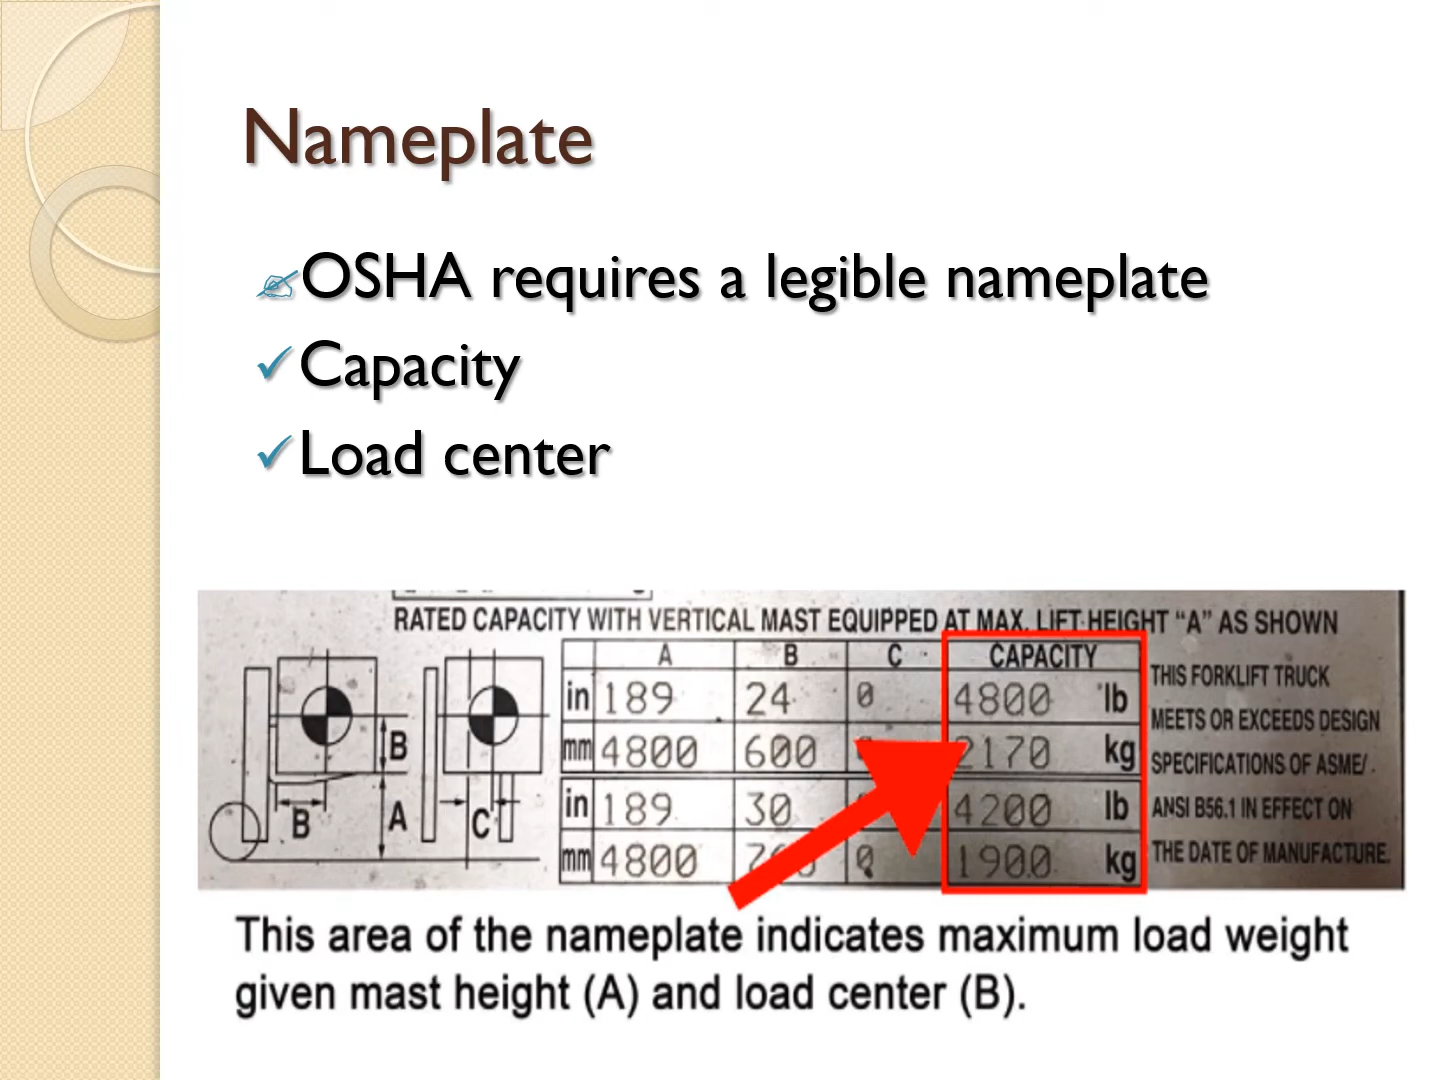 Nameplate
OSHA requires a legible nameplate
Capacity
Load center
RATED CAPACITY WITH VERTICAL MAST EQUIPPED AT MAX. LIFT HEIGHT "A" AS SHOWN
A B C CAPACITY
in 189 24 0 4800 lb
mm 4800 600 2170 kg
in 189 30 4200 lb
mm 4800 0 1900 kg
B
B
A
C
THIS FORKLIFT TRUCK
MEETS OR EXCEEDS DESIGN
SPECIFICATIONS OF ASME/
ANSI B56.1 IN EFFECT ON
THE DATE OF MANUFACTURE.
This area of the nameplate indicates maximum load weight
given mast height (A) and load center (B).